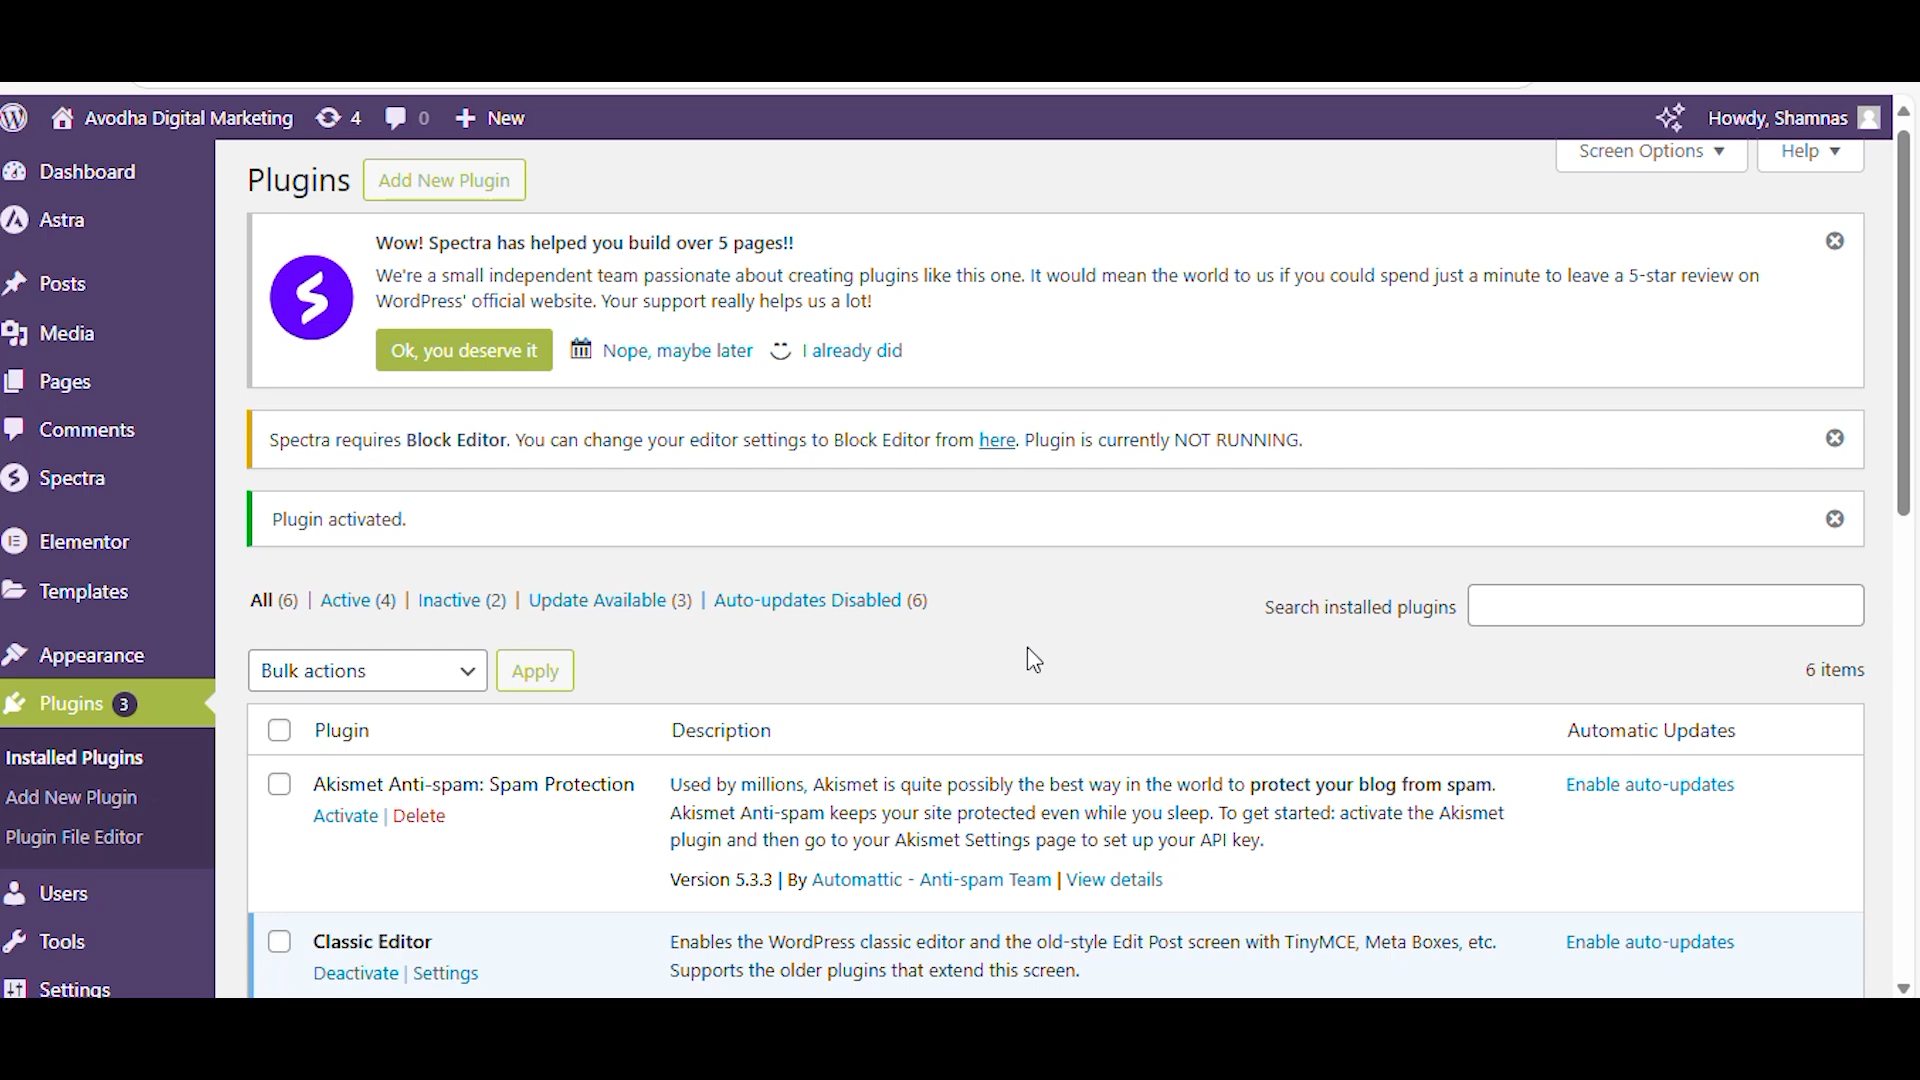 Avodha Digital Marketing 4 0 New Howdy, Shamnas
Screen Options Help
Dashboard
Astra
Posts
Media
Pages
Comments
Spectra
Elementor
Templates
Appearance
Plugins 3
Installed Plugins
Add New Plugin
Plugin File Editor
Users
Tools
Settings
Plugins Add New Plugin
Wow! Spectra has helped you build over 5 pages!!
We're a small independent team passionate about creating plugins like this one. It would mean the world to us if you could spend just a minute to leave a 5-star review on
WordPress' official website. Your support really helps us a lot!
Ok, you deserve it Nope, maybe later I already did
Spectra requires Block Editor. You can change your editor settings to Block Editor from here. Plugin is currently NOT RUNNING.
Plugin activated.
All (6) | Active (4) | Inactive (2) | Update Available (3) | Auto-updates Disabled (6)
Search installed plugins
Bulk actions Apply 6 items
Plugin Description Automatic Updates
Akismet Anti-spam: Spam Protection
Activate | Delete
Used by millions, Akismet is quite possibly the best way in the world to protect your blog from spam.
Akismet Anti-spam keeps your site protected even while you sleep. To get started: activate the Akismet
plugin and then go to your Akismet Settings page to set up your API key.
Version 5.3.3 | By Automattic - Anti-spam Team | View details
Enable auto-updates
Classic Editor
Deactivate | Settings
Enables the WordPress classic editor and the old-style Edit Post screen with TinyMCE, Meta Boxes, etc.
Supports the older plugins that extend this screen.
Enable auto-updates